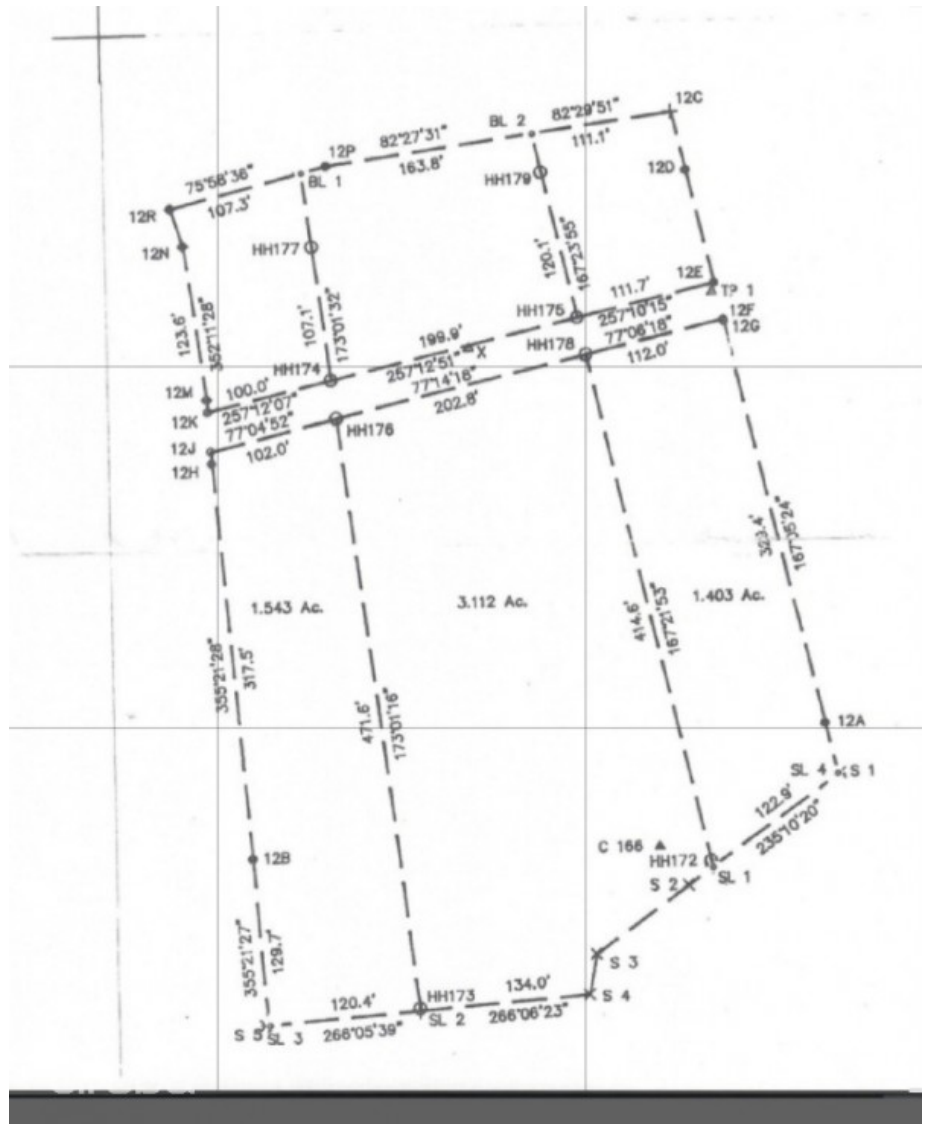 12C
82°29'51"
BL 2
111.1'
82°27'31"
12P
163.8'
12D
75°58'36"
BL 1
HH179
12R
107.3'
12N
HH177
120.1'
167°23'55"
12E
TP 1
123.6'
352°11'28"
107.1'
173°01'32"
111.7'
257°10'15"
HH175
12F
12G
199.9'
X
257°12'51"
HH178
77°06'18"
112.0'
HH174
77°14'18"
202.8'
12M
100.0'
12K
257°12'07"
77°04'52"
HH176
12J
102.0'
12H
323.4'
167°35'24"
1.543 Ac.
3.112 Ac.
1.403 Ac.
414.6'
167°21'53"
355°21'28"
317.5'
471.6'
173°01'16"
12A
SL 4
S 1
122.9'
235°10'20"
C 166
12B
HH172
SL 1
S 2
355°21'27"
129.7'
S 3
134.0'
HH173
S 4
120.4'
SL 2
266°06'23"
S 5
SL 3
266°05'39"